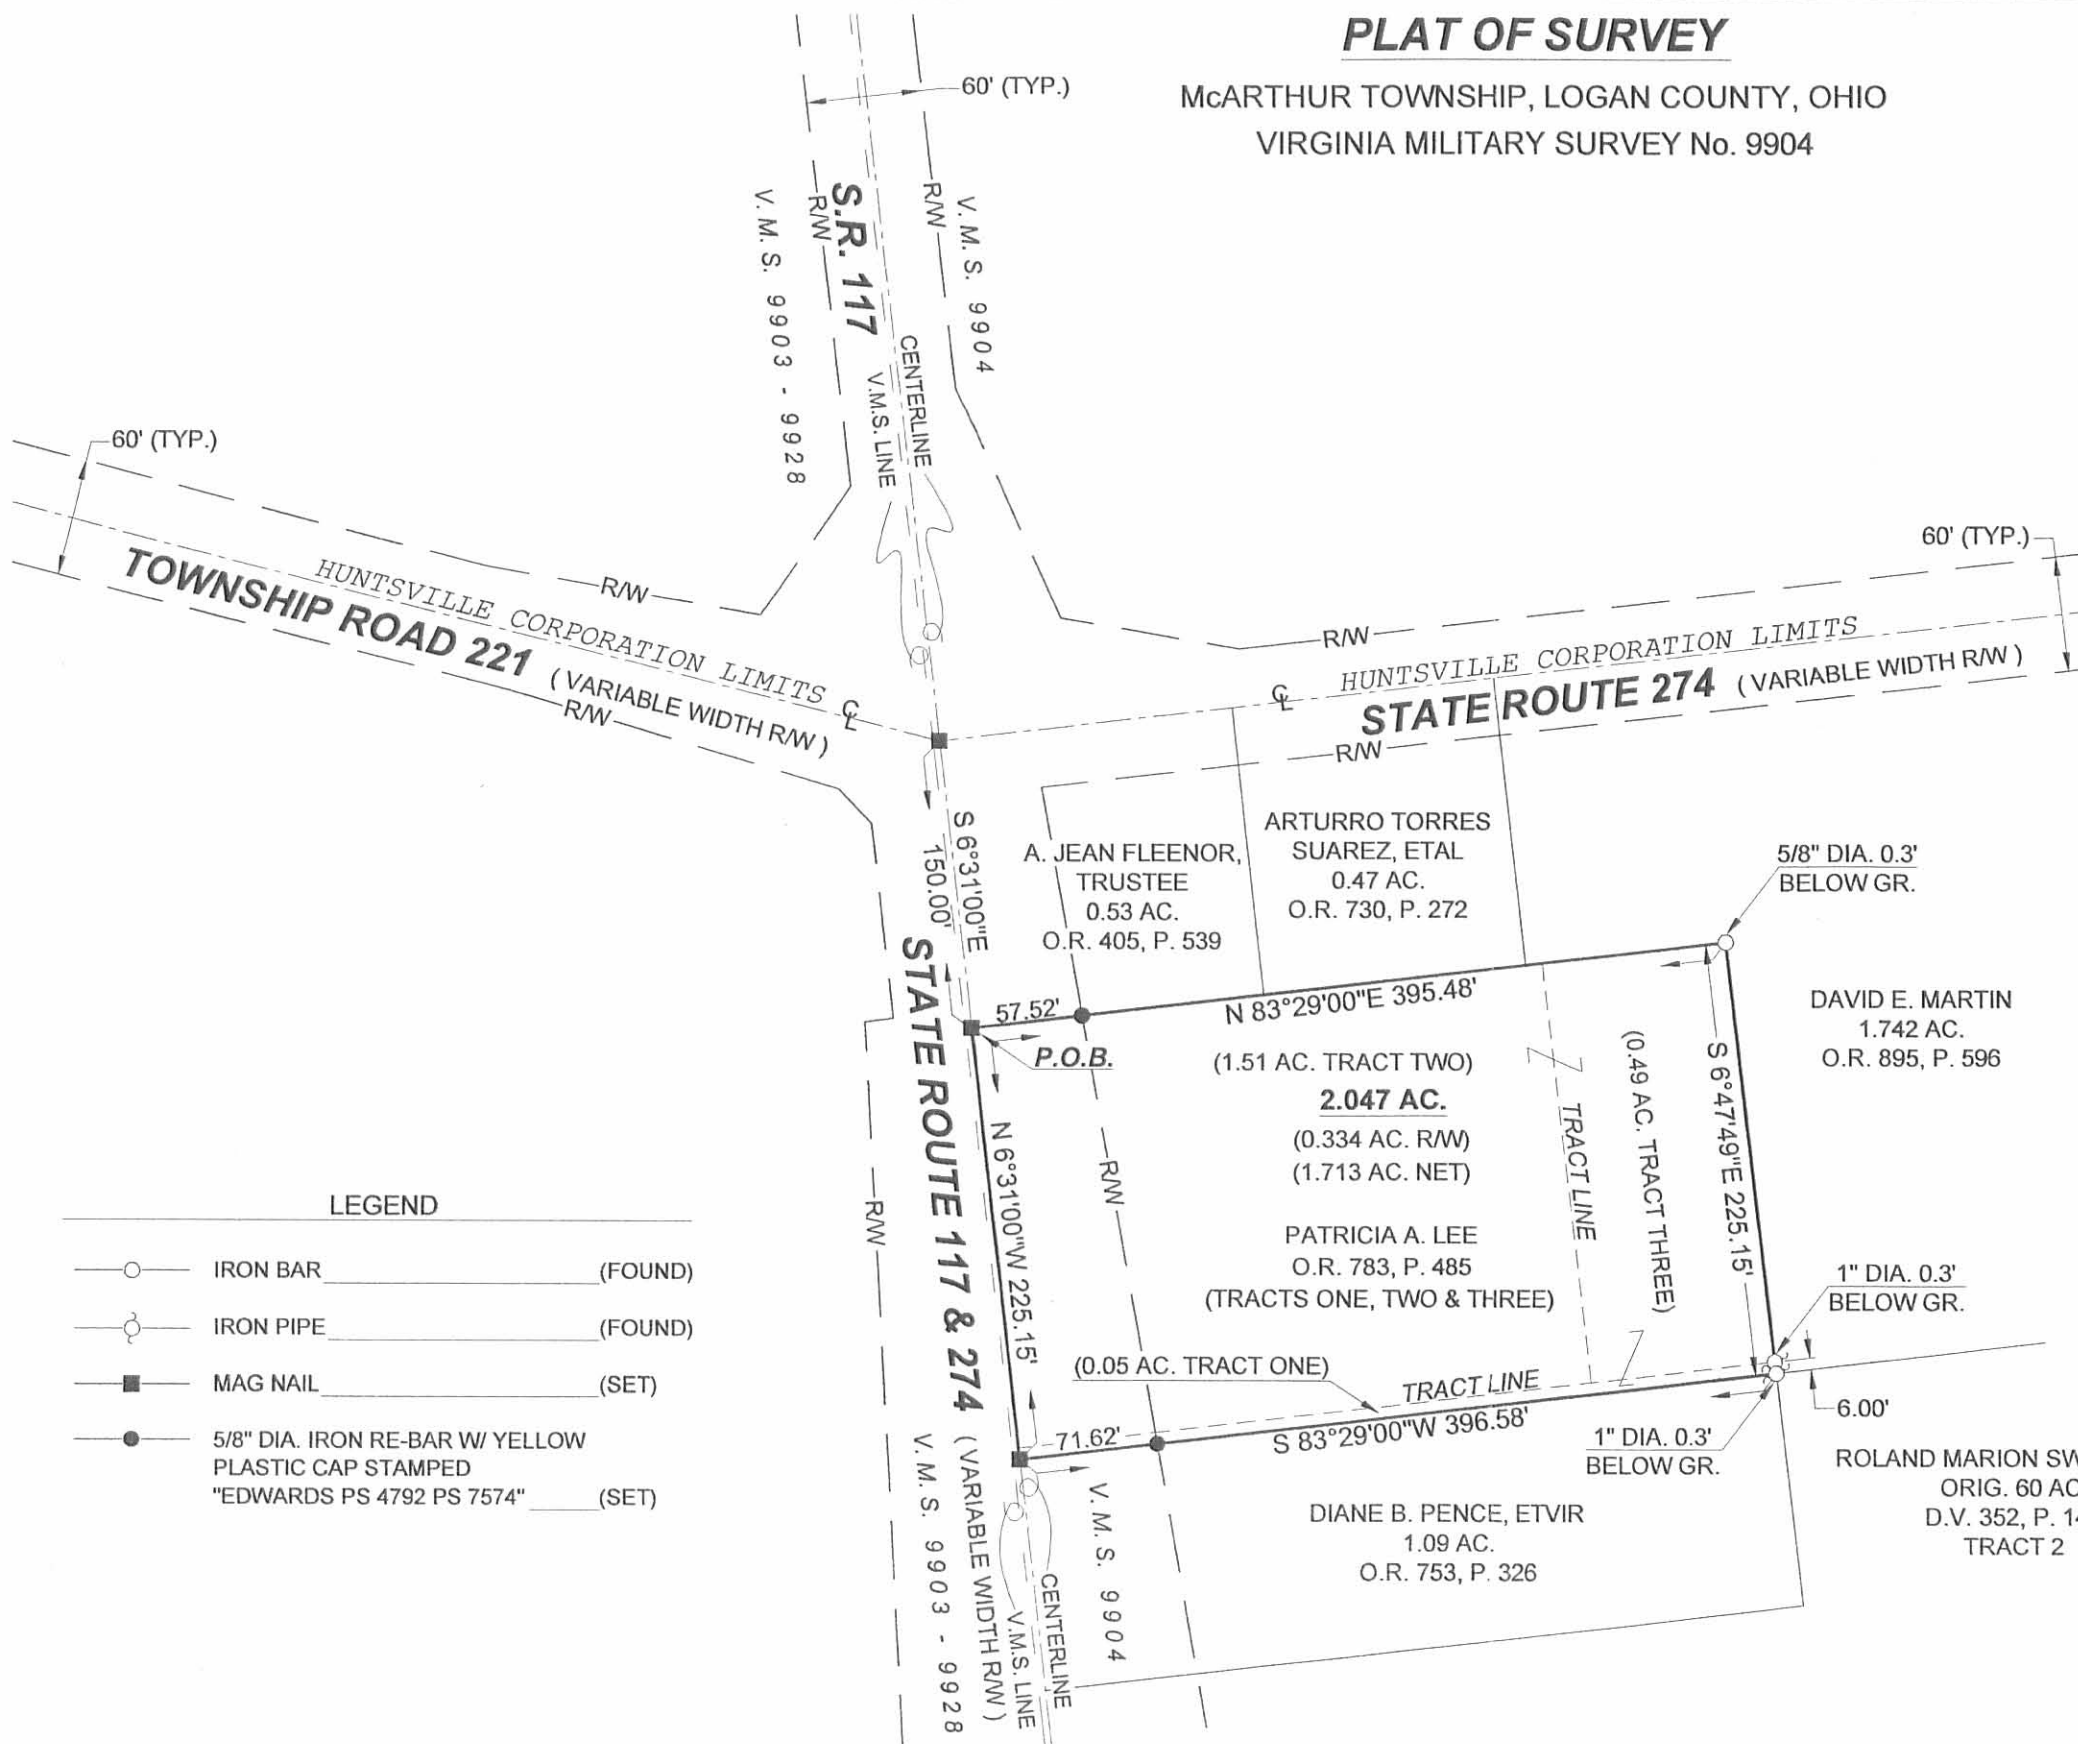 PLAT OF SURVEY
McARTHUR TOWNSHIP, LOGAN COUNTY, OHIO
VIRGINIA MILITARY SURVEY No. 9904
60' (TYP.)
S.R. 117
R/W
R/W
V. M. S. 9903 - 9928
V. M. S. 9904
CENTERLINE
V.M.S. LINE
60' (TYP.)
60' (TYP.)
HUNTSVILLE CORPORATION LIMITS ℄
TOWNSHIP ROAD 221 ( VARIABLE WIDTH R/W )
R/W
R/W
R/W
℄ HUNTSVILLE CORPORATION LIMITS
STATE ROUTE 274 ( VARIABLE WIDTH R/W )
R/W
S 6°31'00"E
150.00'
A. JEAN FLEENOR,
TRUSTEE
0.53 AC.
O.R. 405, P. 539
ARTURRO TORRES
SUAREZ, ETAL
0.47 AC.
O.R. 730, P. 272
5/8" DIA. 0.3'
BELOW GR.
DAVID E. MARTIN
1.742 AC.
O.R. 895, P. 596
57.52'
N 83°29'00"E 395.48'
P.O.B.
(1.51 AC. TRACT TWO)
2.047 AC.
(0.334 AC. R/W)
(1.713 AC. NET)
PATRICIA A. LEE
O.R. 783, P. 485
(TRACTS ONE, TWO & THREE)
TRACT LINE
(0.49 AC. TRACT THREE)
S 6°47'49"E 225.15'
N 6°31'00"W 225.15'
R/W
R/W
STATE ROUTE 117 & 274 ( VARIABLE WIDTH R/W )
1" DIA. 0.3'
BELOW GR.
(0.05 AC. TRACT ONE)
TRACT LINE
6.00'
71.62'
S 83°29'00"W 396.58'
1" DIA. 0.3'
BELOW GR.
ROLAND MARION SW
ORIG. 60 AC
D.V. 352, P. 14
TRACT 2
DIANE B. PENCE, ETVIR
1.09 AC.
O.R. 753, P. 326
V. M. S. 9903 - 9928
V. M. S. 9904
V.M.S. LINE
CENTERLINE
LEGEND
IRON BAR (FOUND)
IRON PIPE (FOUND)
MAG NAIL (SET)
5/8" DIA. IRON RE-BAR W/ YELLOW
PLASTIC CAP STAMPED
"EDWARDS PS 4792 PS 7574" (SET)